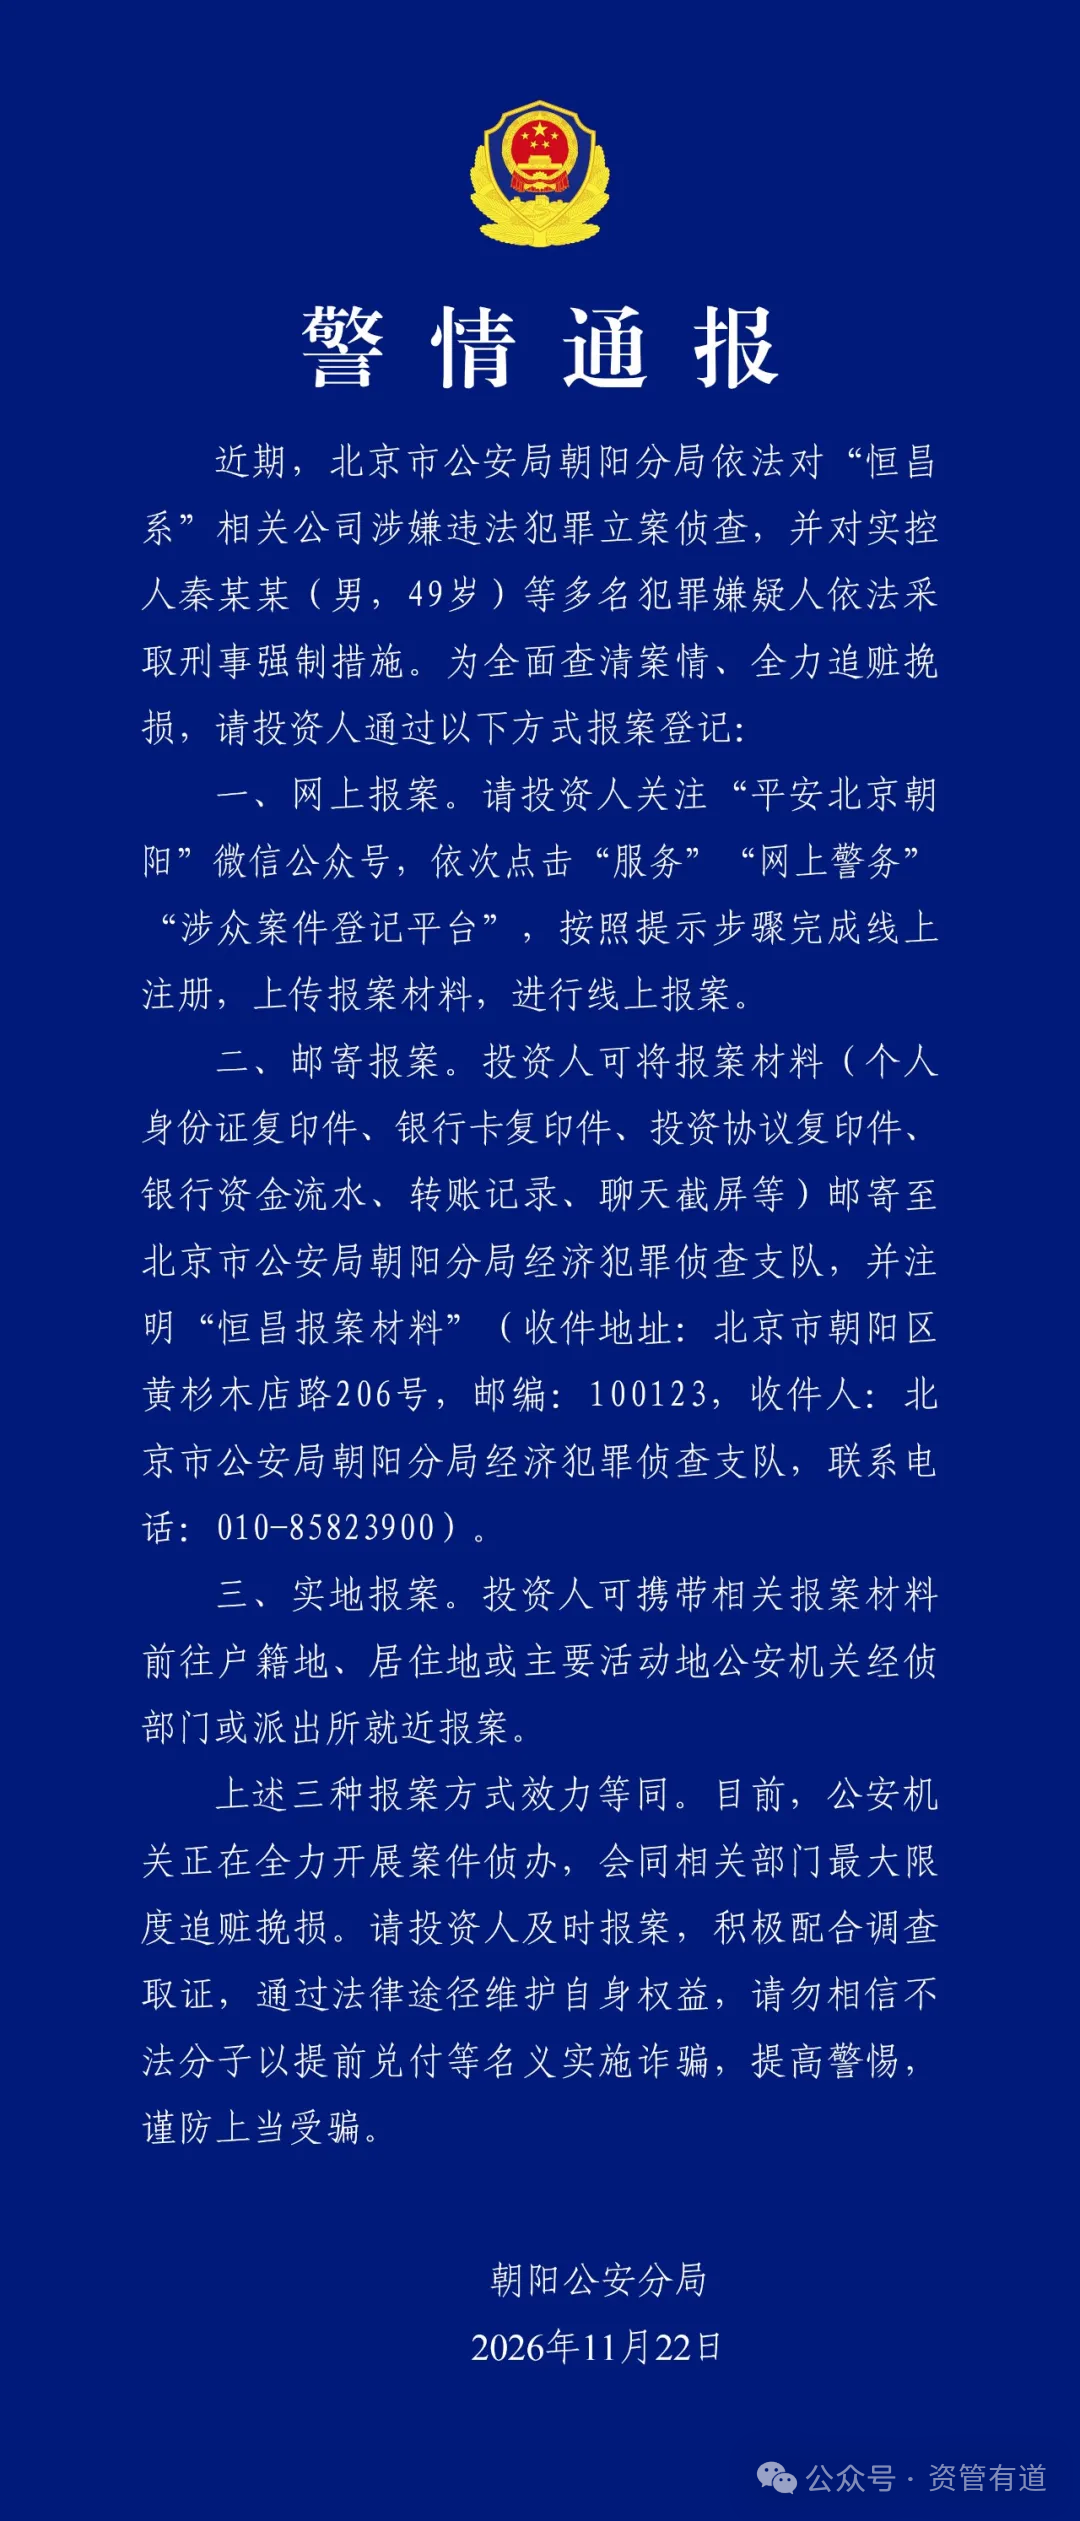 警情通报
近期，北京市公安局朝阳分局依法对“恒昌
系”相关公司涉嫌违法犯罪立案侦查，并对实控
人秦某某（男，49岁）等多名犯罪嫌疑人依法采
取刑事强制措施。为全面查清案情、全力追赃挽
损，请投资人通过以下方式报案登记：
一、网上报案。请投资人关注“平安北京朝
阳”微信公众号，依次点击“服务”“网上警务”
“涉众案件登记平台”，按照提示步骤完成线上
注册，上传报案材料，进行线上报案。
二、邮寄报案。投资人可将报案材料（个人
身份证复印件、银行卡复印件、投资协议复印件、
银行资金流水、转账记录、聊天截屏等）邮寄至
北京市公安局朝阳分局经济犯罪侦查支队，并注
明“恒昌报案材料”（收件地址：北京市朝阳区
黄杉木店路206号，邮编：100123，收件人：北
京市公安局朝阳分局经济犯罪侦查支队，联系电
话：010-85823900）。
三、实地报案。投资人可携带相关报案材料
前往户籍地、居住地或主要活动地公安机关经侦
部门或派出所就近报案。
上述三种报案方式效力等同。目前，公安机
关正在全力开展案件侦办，会同相关部门最大限
度追赃挽损。请投资人及时报案，积极配合调查
取证，通过法律途径维护自身权益，请勿相信不
法分子以提前兑付等名义实施诈骗，提高警惕，
谨防上当受骗。
朝阳公安分局
2026年11月22日
公众号·资管有道